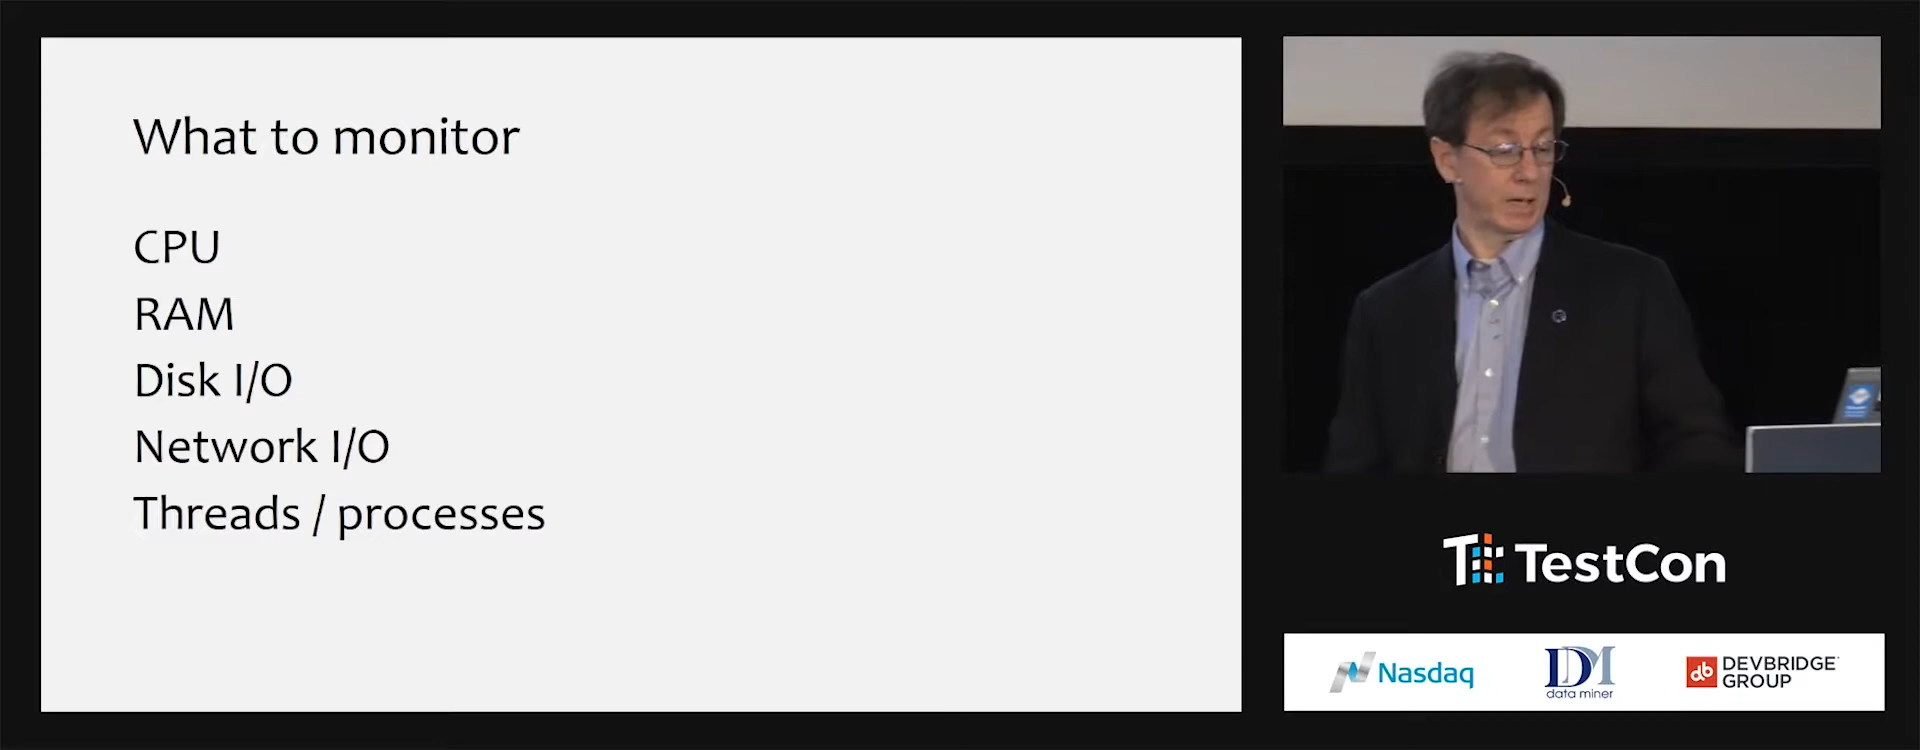 What to monitor
CPU
RAM
Disk I/O
Network I/O
Threads / processes
TestCon
Nasdaq
DM
data miner
db
DEVBRIDGE
GROUP